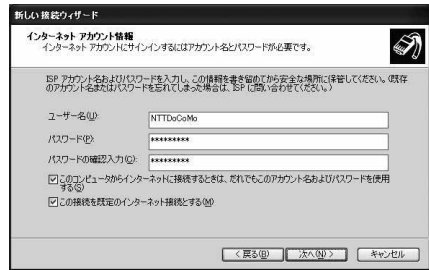 新しい接続ウィザード
インターネット アカウント情報
インターネット アカウントにサインインするにはアカウント名とパスワードが必要です。
ISP アカウント名およびパスワードを入力し、この情報を書き留めてから安全な場所に保管してください。(既存
のアカウント名またはパスワードを忘れてしまった場合は、ISP に問い合わせてください。)
ユーザー名(U):
NTTDoCoMo
パスワード(P):
*********
パスワードの確認入力(C):
*********
このコンピュータからインターネットに接続するときは、だれでもこのアカウント名およびパスワードを使用
する(S)
この接続を既定のインターネット接続とする(M)
< 戻る(B)
次へ(N) >
キャンセル